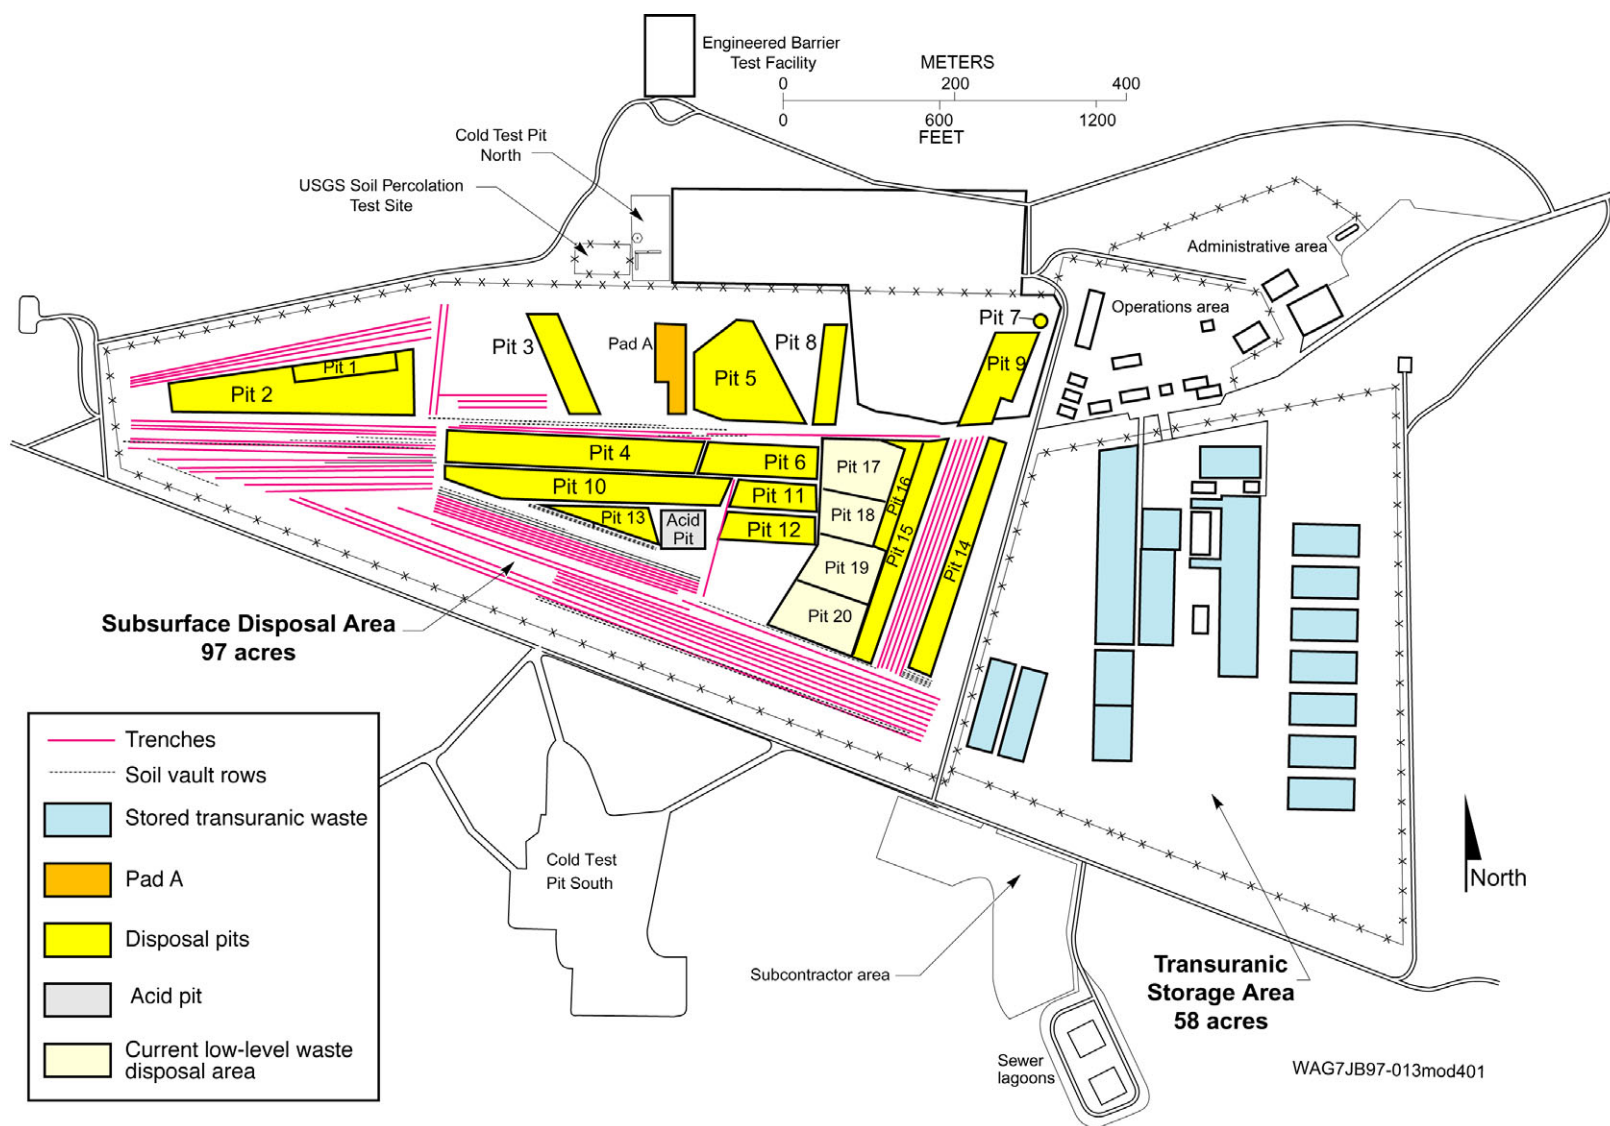 Engineered Barrier
Test Facility
METERS
0 200 400
0 600 1200
FEET
Cold Test Pit
North
USGS Soil Percolation
Test Site
Administrative area
Operations area
Pit 7
Pit 3
Pad A
Pit 8
Pit 5
Pit 9
Pit 1
Pit 2
Pit 4
Pit 6
Pit 17
Pit 16
Pit 10
Pit 11
Pit 18
Pit 13
Acid
Pit
Pit 12
Pit 15
Pit 14
Pit 19
Pit 20
Subsurface Disposal Area
97 acres
Trenches
Soil vault rows
Stored transuranic waste
Pad A
Disposal pits
Acid pit
Current low-level waste
disposal area
Cold Test
Pit South
North
Subcontractor area
Transuranic
Storage Area
58 acres
Sewer
lagoons
WAG7JB97-013mod401